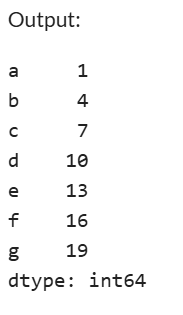 Output:
a 1
b 4
c 7
d 10
e 13
f 16
g 19
dtype: int64